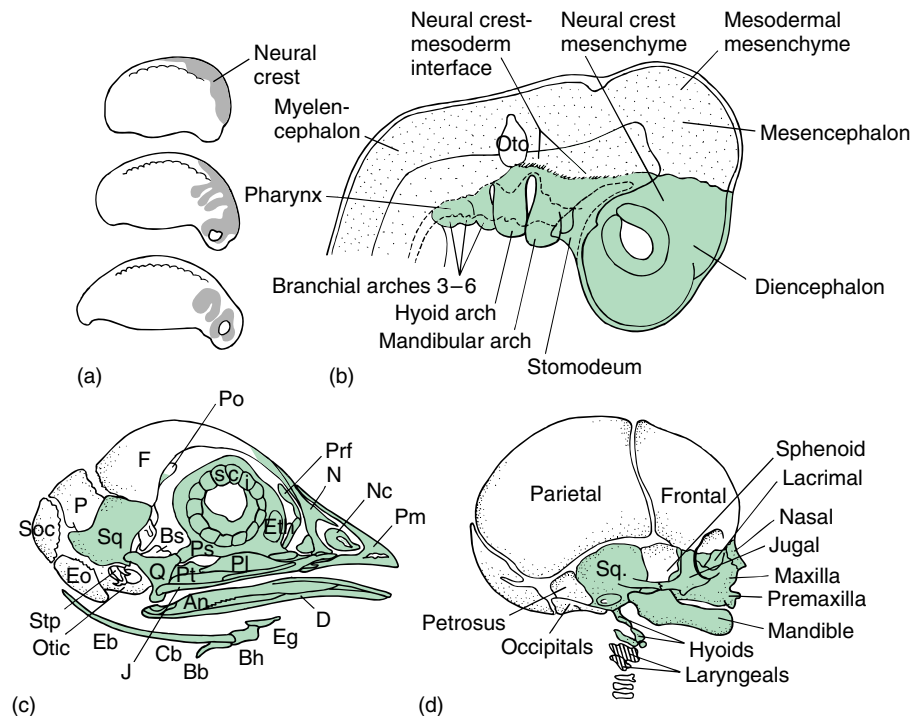 Neural
crest
(a)
Neural crest-
mesoderm
interface
Neural crest
mesenchyme
Mesodermal
mesenchyme
Myelen-
cephalon
Oto
Mesencephalon
Pharynx
Branchial arches 3–6
Hyoid arch
Mandibular arch
Stomodeum
Diencephalon
(b)
Po
F
Prf
N
Nc
Pm
P
Soc
Sq
Bs
sc i
Eth
Ps
Pl
Eo
Q
Pt
An
Stp
Otic
Eb
J
Cb
Bb
Bh
Eg
D
(c)
Sphenoid
Lacrimal
Parietal
Frontal
Nasal
Jugal
Sq.
Maxilla
Premaxilla
Petrosus
Occipitals
Mandible
Hyoids
Laryngeals
(d)